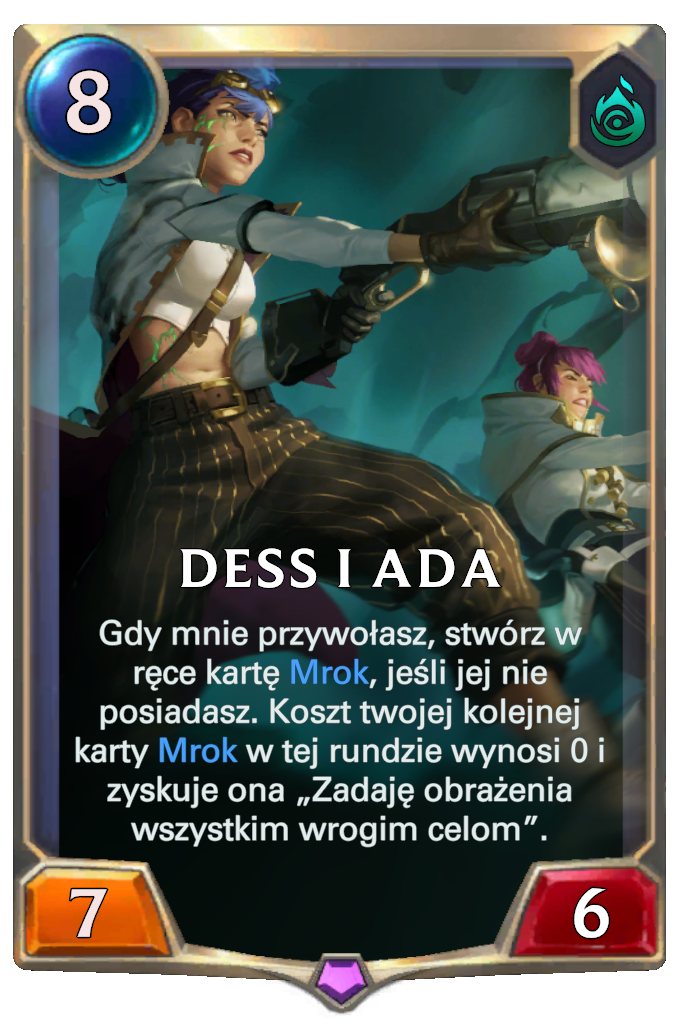 8
DESS I ADA
Gdy mnie przywołasz, stwórz w
ręce kartę Mrok, jeśli jej nie
posiadasz. Koszt twojej kolejnej
karty Mrok w tej rundzie wynosi 0 i
zyskuje ona „Zadaję obrażenia
wszystkim wrogim celom”.
7
6